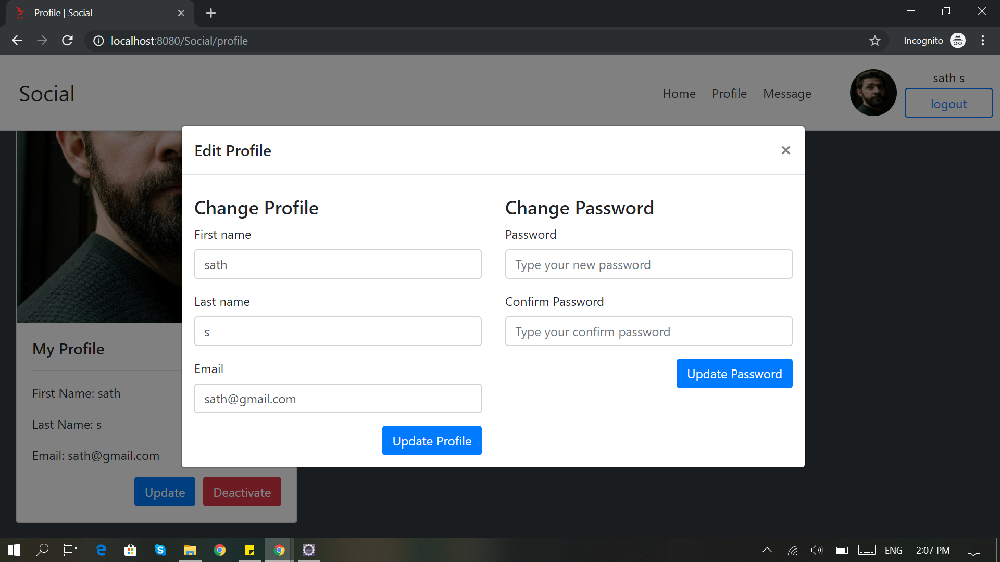 Profile | Social
localhost:8080/Social/profile
Incognito
Social
Home
Profile
Message
sath s
logout
Edit Profile
×
Change Profile
First name
sath
Last name
s
Email
sath@gmail.com
Update Profile
Change Password
Password
Type your new password
Confirm Password
Type your confirm password
Update Password
My Profile
First Name: sath
Last Name: s
Email: sath@gmail.com
Update
Deactivate
ENG
2:07 PM